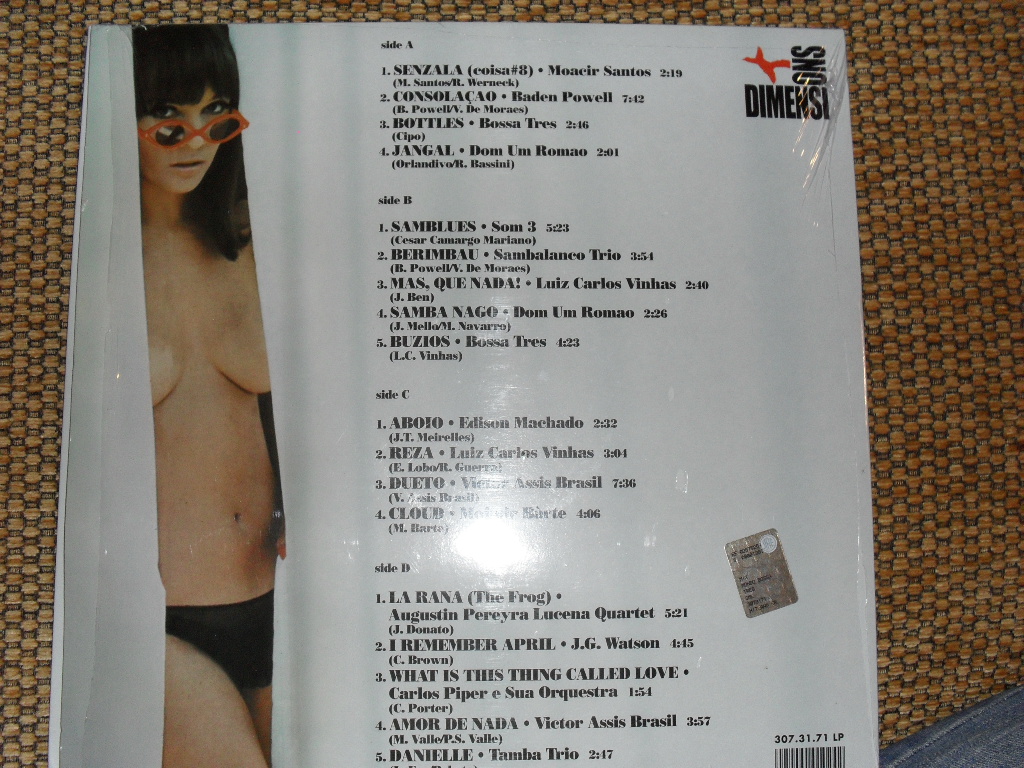 side A
1. SENZALA (coisa#8) • Moacir Santos 2:19
(M. Santos/R. Werneck)
2. CONSOLAÇAO • Baden Powell 7:42
(B. Powell/V. De Moraes)
3. BOTTLES • Bossa Tres 2:46
(Cipo)
4. JANGAL • Dom Um Romao 2:01
(Orlandivo/R. Bassini)
DIMENSIONS
side B
1. SAMBLUES • Som 3 5:23
(Cesar Camargo Mariano)
2. BERIMBAU • Sambalanco Trio 3:54
(B. Powell/V. De Moraes)
3. MAS, QUE NADA! • Luiz Carlos Vinhas 2:40
(J. Ben)
4. SAMBA NAGO • Dom Um Romao 2:26
(J. Mello/M. Navarro)
5. BUZIOS • Bossa Tres 4:23
(L.C. Vinhas)
side C
1. ABOIO • Edison Machado 2:32
(J.T. Meirelles)
2. REZA • Luiz Carlos Vinhas 3:04
(E. Lobo/R. Guerra)
3. DUETO • Victor Assis Brasil 7:36
(V. Assis Brasil)
4. CLOUD • 4:06
(M. Barte)
side D
1. LA RANA (The Frog) •
Augustin Pereyra Lucena Quartet 5:21
(J. Donato)
2. I REMEMBER APRIL • J.G. Watson 4:45
(C. Brown)
3. WHAT IS THIS THING CALLED LOVE •
Carlos Piper e Sua Orquestra 1:54
(C. Porter)
4. AMOR DE NADA • Victor Assis Brasil 3:57
(M. Valle/P.S. Valle)
5. DANIELLE • Tamba Trio 2:47
307.31.71 LP